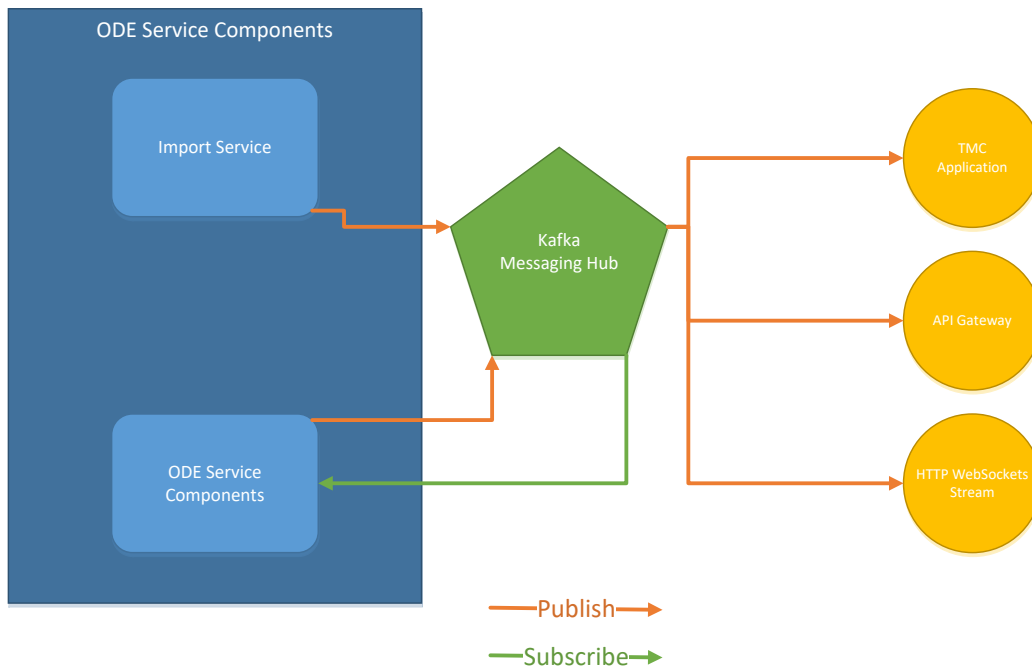 ODE Service Components
Import Service
Kafka
Messaging Hub
ODE Service
Components
TMC
Application
API Gateway
HTTP WebSockets
Stream
Publish
Subscribe